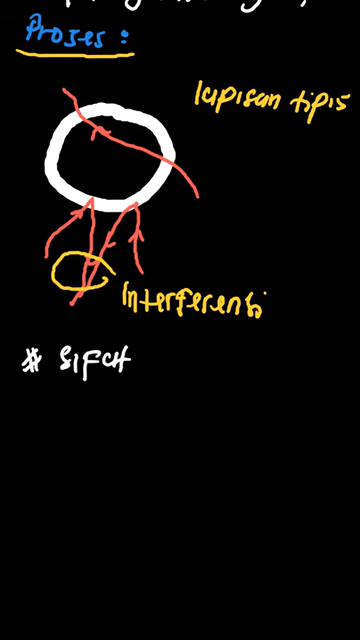 Proses :
lapisan tipis
Interferensi
* SIFat